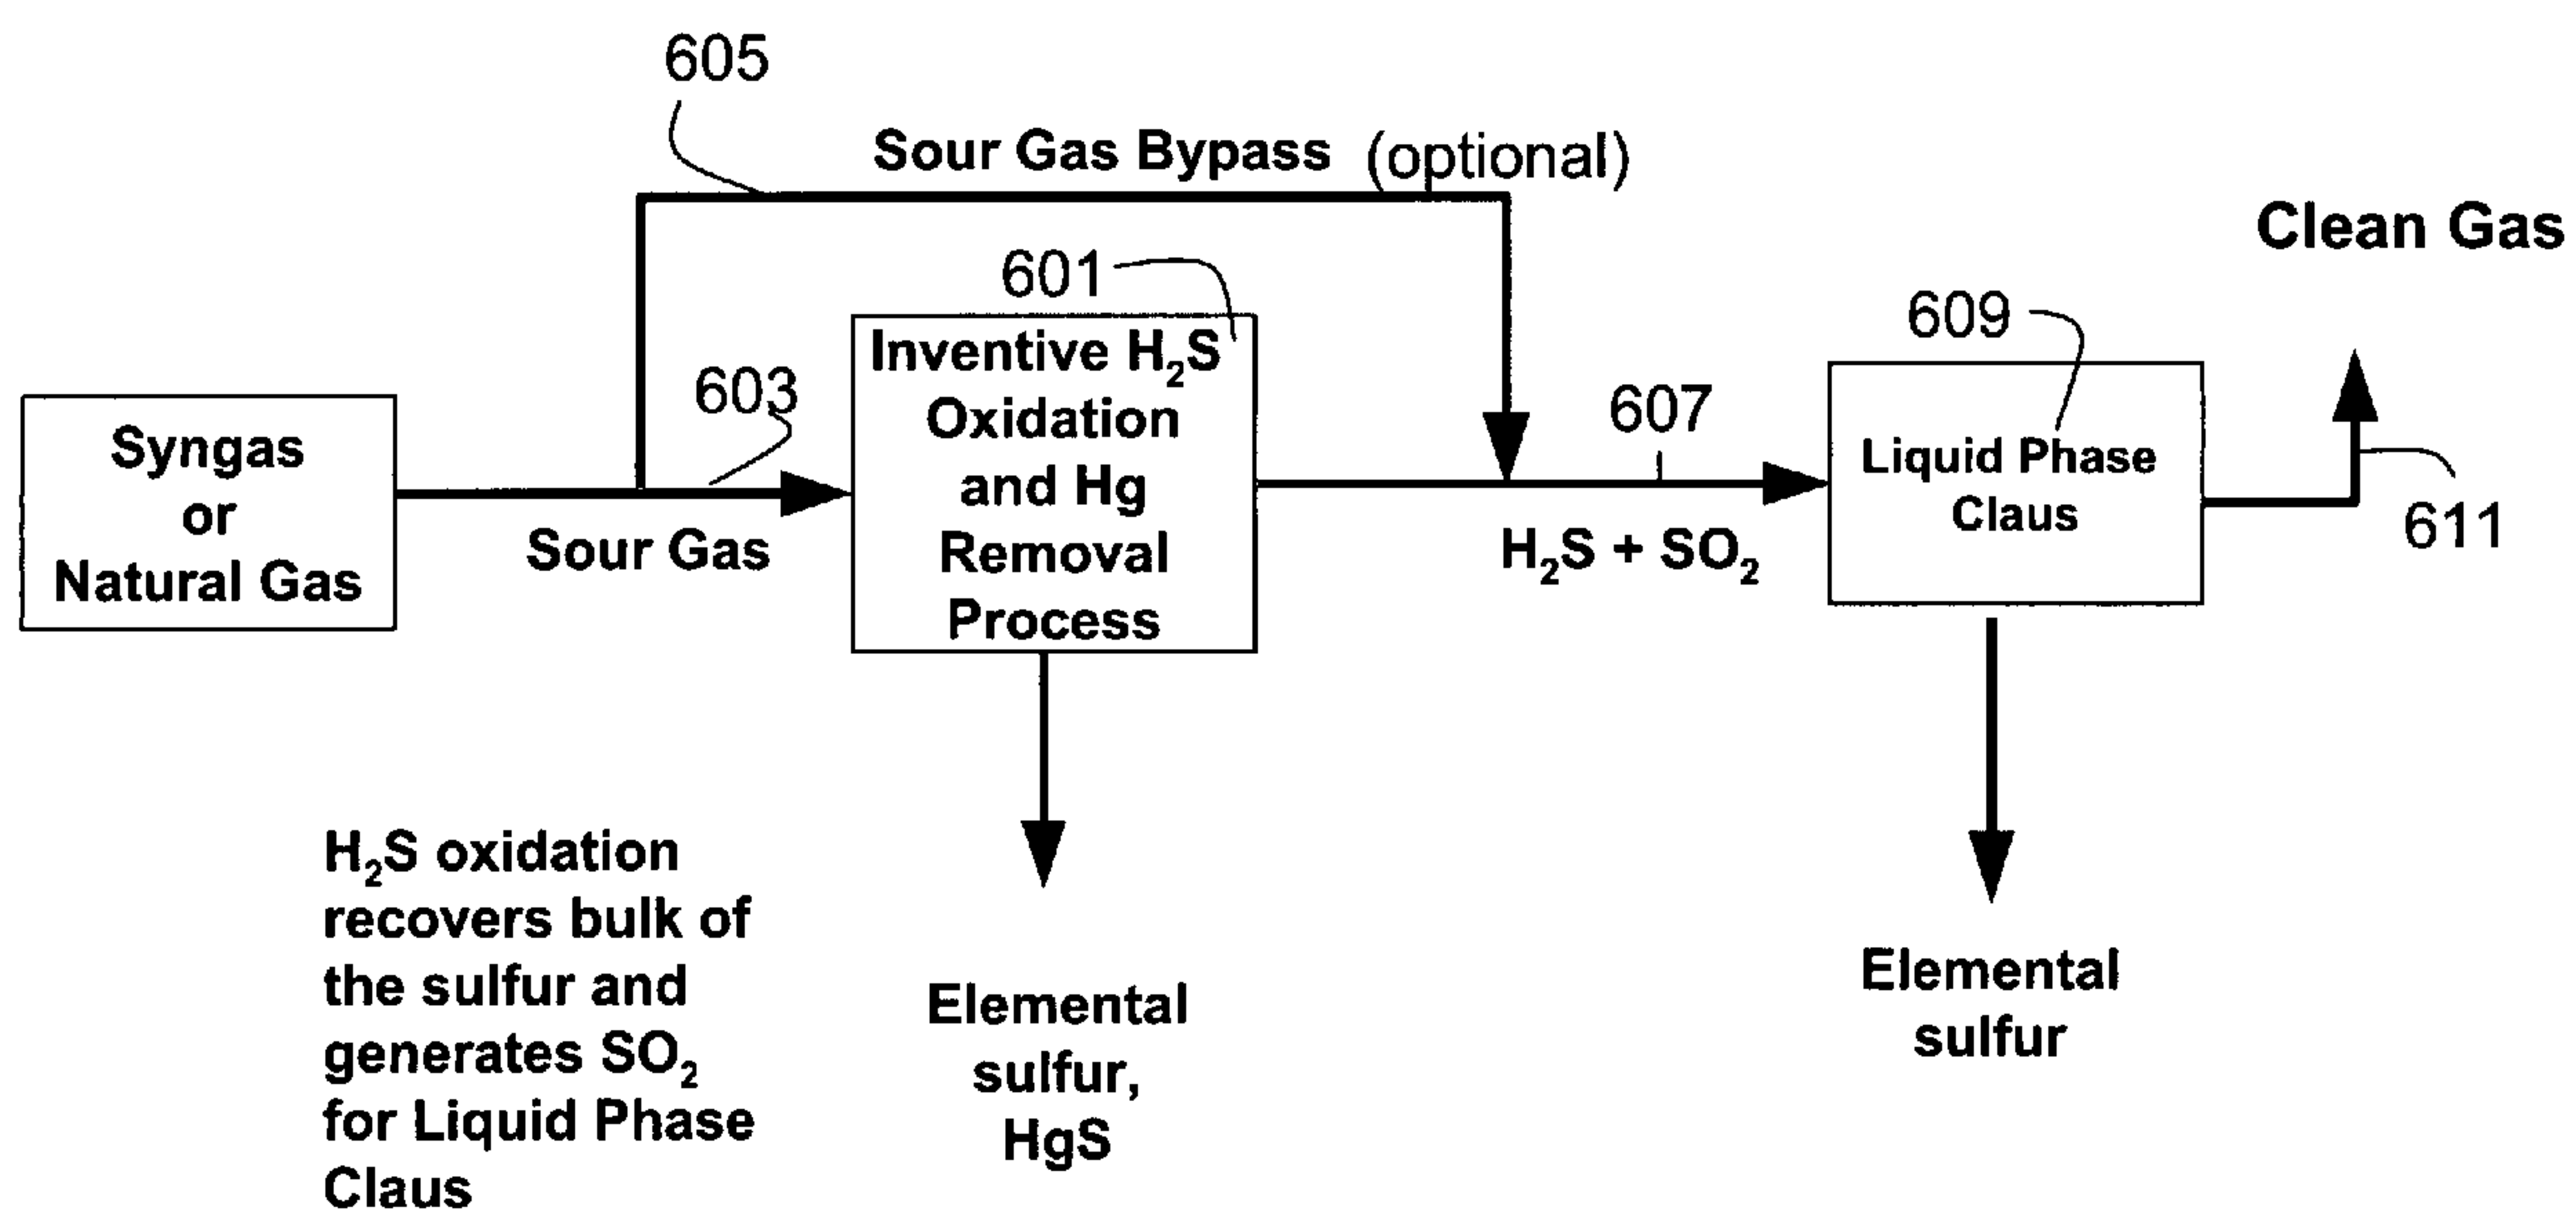 605
Sour Gas Bypass (optional)
Clean Gas
601
609
Inventive H₂S
Oxidation
and Hg
Removal
Process
603
607
Syngas
or
Natural Gas
Liquid Phase
Claus
611
Sour Gas
H₂S + SO₂
H₂S oxidation
recovers bulk of
the sulfur and
generates SO₂
for Liquid Phase
Claus
Elemental
sulfur,
HgS
Elemental
sulfur